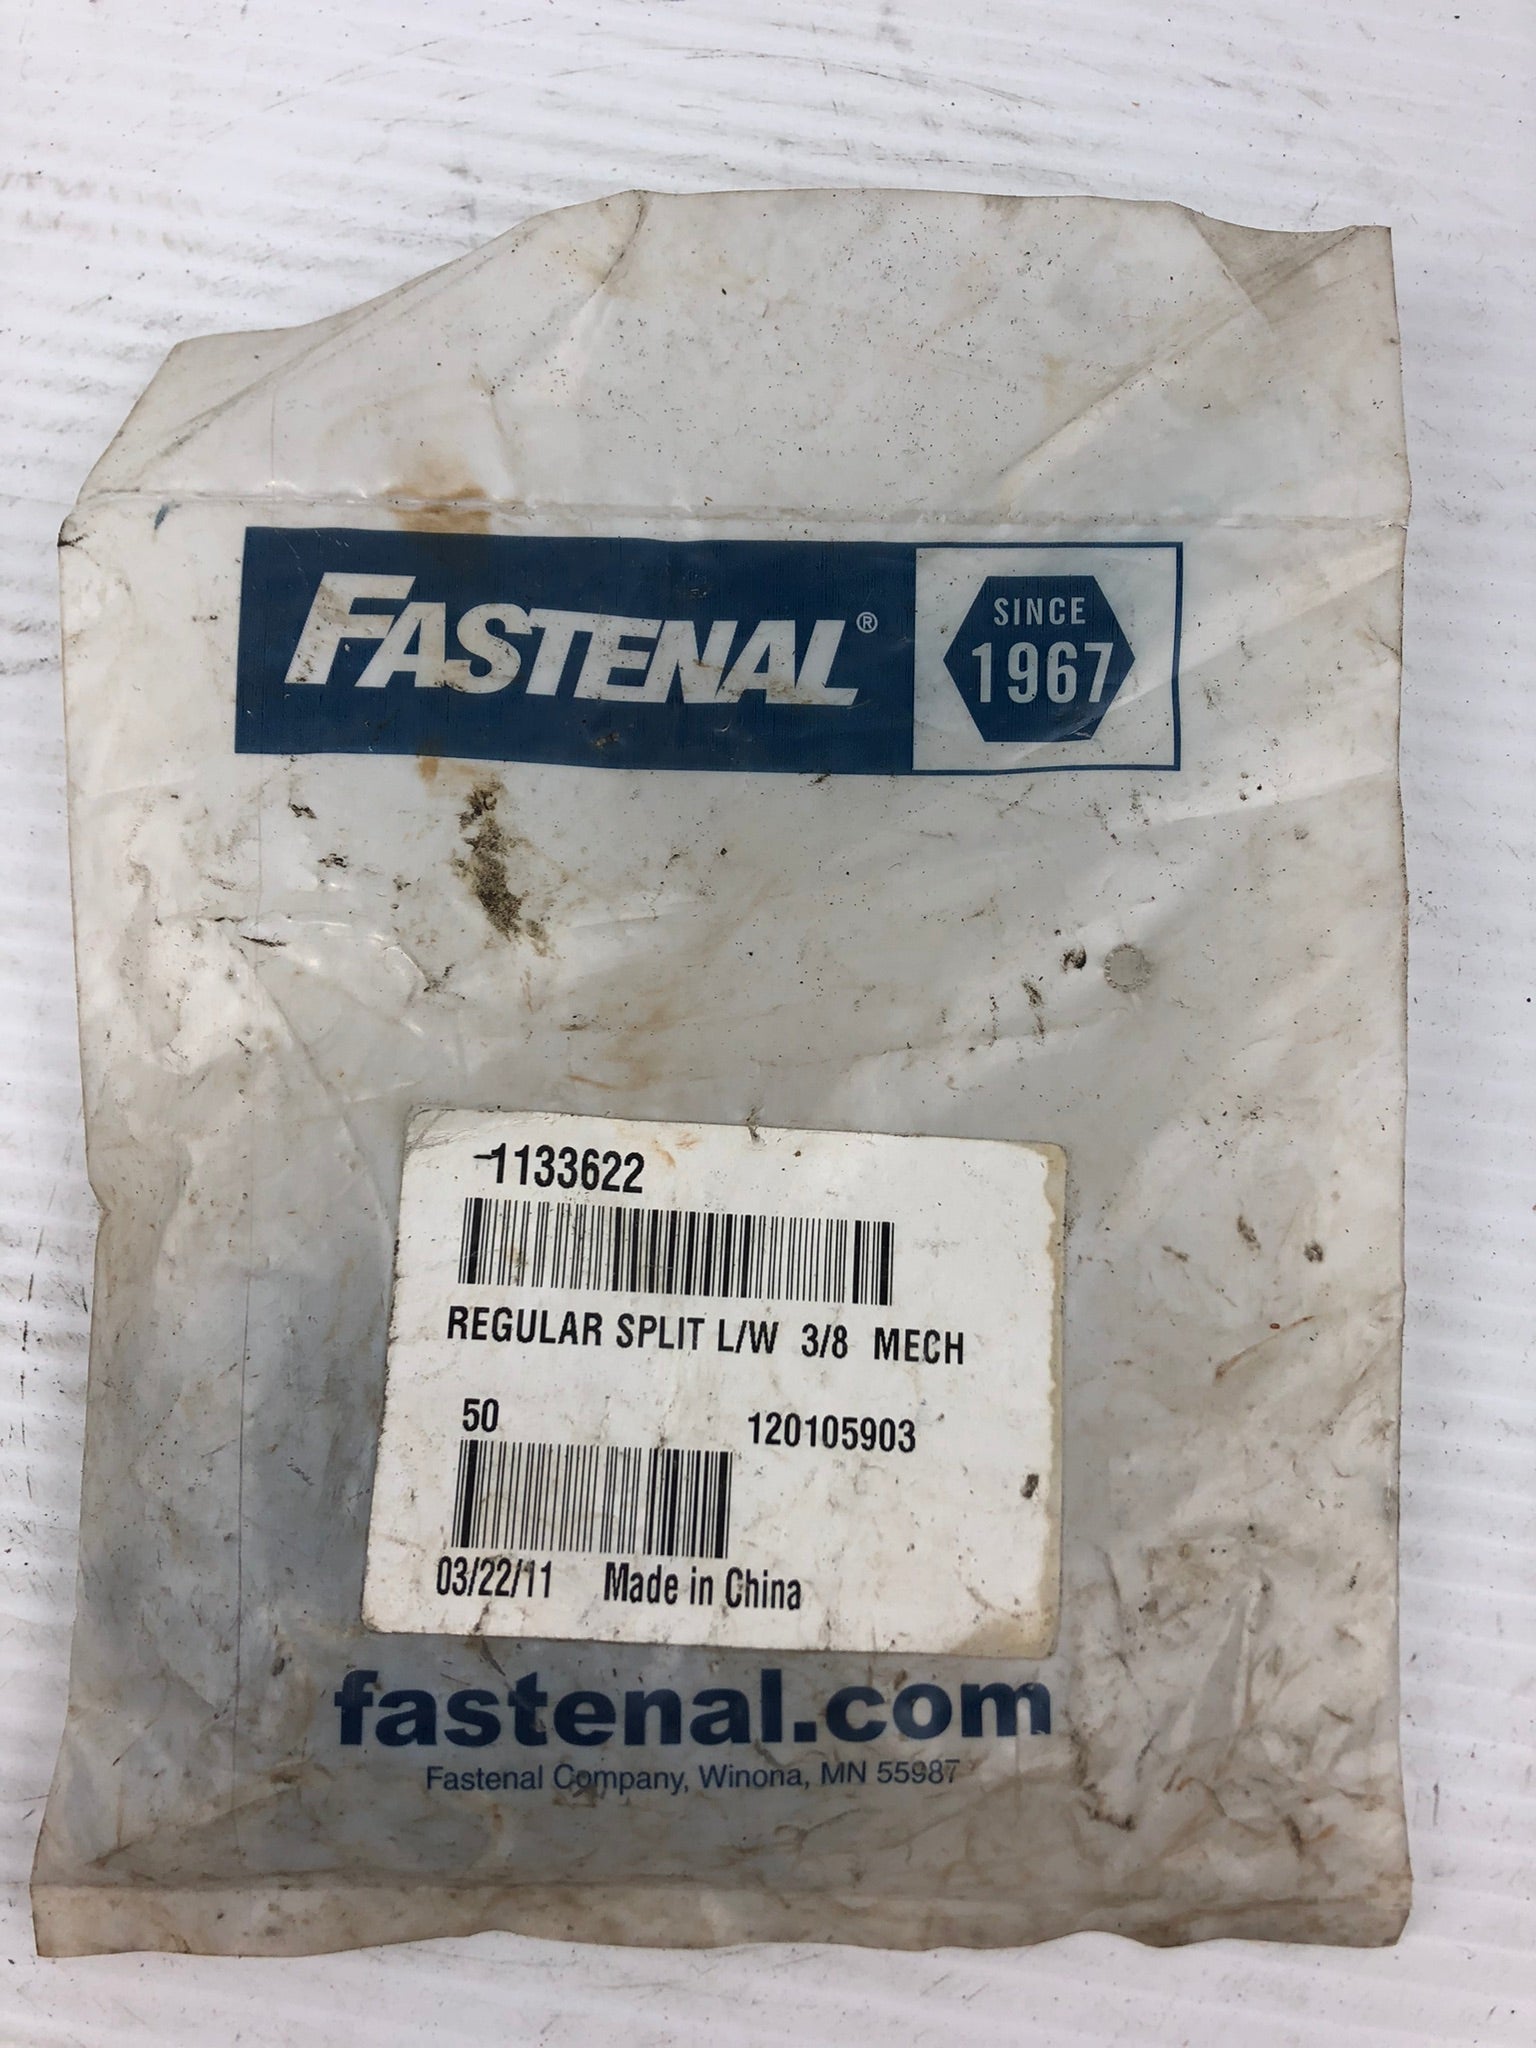 FASTENAL®
SINCE
1967
1133622
REGULAR SPLIT L/W 3/8 MECH
50 120105903
03/22/11 Made in China
fastenal.com
Fastenal Company, Winona, MN 55987